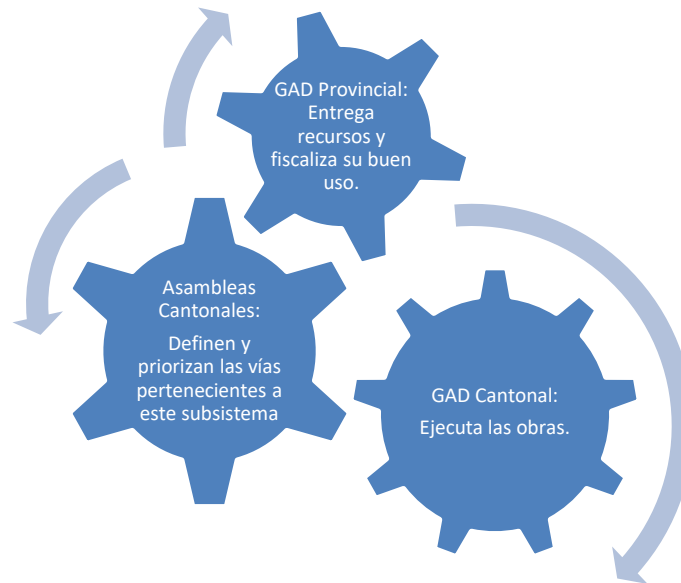 GAD Provincial:
Entrega
recursos y
fiscaliza su buen
uso.
Asambleas
Cantonales:
Definen y
priorizan las vías
pertenecientes a
este subsistema
GAD Cantonal:
Ejecuta las obras.